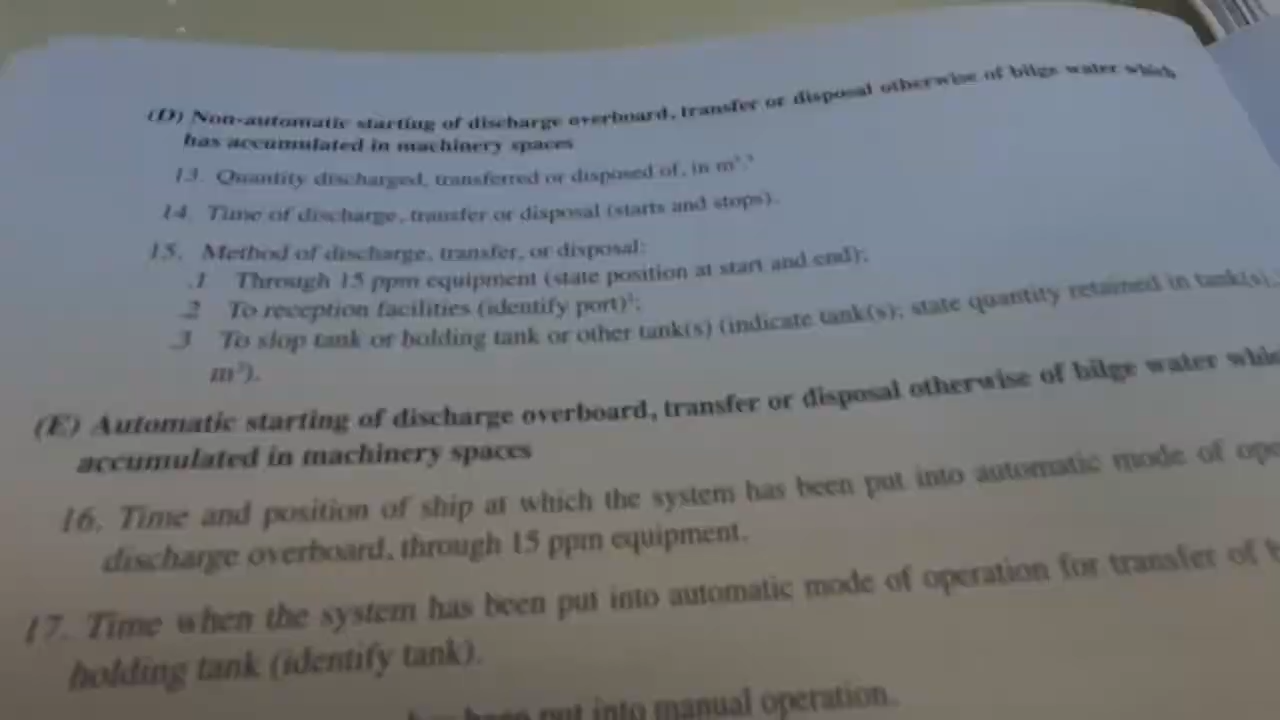 (D) Non-automatic starting of discharge overboard, transfer or disposal otherwise of bilge water which
has accumulated in machinery spaces
13. Quantity discharged, transferred or disposed of, in m³.³
14. Time of discharge, transfer or disposal (starts and stops).
15. Method of discharge, transfer, or disposal:
.1 Through 15 ppm equipment (state position at start and end);
.2 To reception facilities (identify port)³;
.3 To slop tank or holding tank or other tank(s) (indicate tank(s); state quantity retained in tank(s),
m³).
(E) Automatic starting of discharge overboard, transfer or disposal otherwise of bilge water
accumulated in machinery spaces
16. Time and position of ship at which the system has been put into automatic mode of
discharge overboard, through 15 ppm equipment.
17. Time when the system has been put into automatic mode of operation for transfer of
holding tank (identify tank).
been put into manual operation.